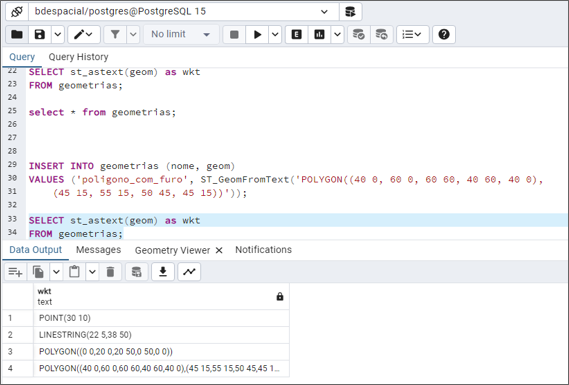 bdespacial/postgres@PostgreSQL 15
No limit
E
Query Query History
22 SELECT st_astext(geom) as wkt
23 FROM geometrias;
24
25 select * from geometrias;
26
27
28
29 INSERT INTO geometrias (nome, geom)
30 VALUES ('poligono_com_furo', ST_GeomFromText('POLYGON((40 0, 60 0, 60 60, 40 60, 40 0),
31 (45 15, 55 15, 50 45, 45 15))'));
32
33 SELECT st_astext(geom) as wkt
34 FROM geometrias;
Data Output Messages Geometry Viewer Notifications
wkt
text
1 POINT(30 10)
2 LINESTRING(22 5,38 50)
3 POLYGON((0 0,20 0,20 50,0 50,0 0))
4 POLYGON((40 0,60 0,60 60,40 60,40 0),(45 15,55 15,50 45,45 1...